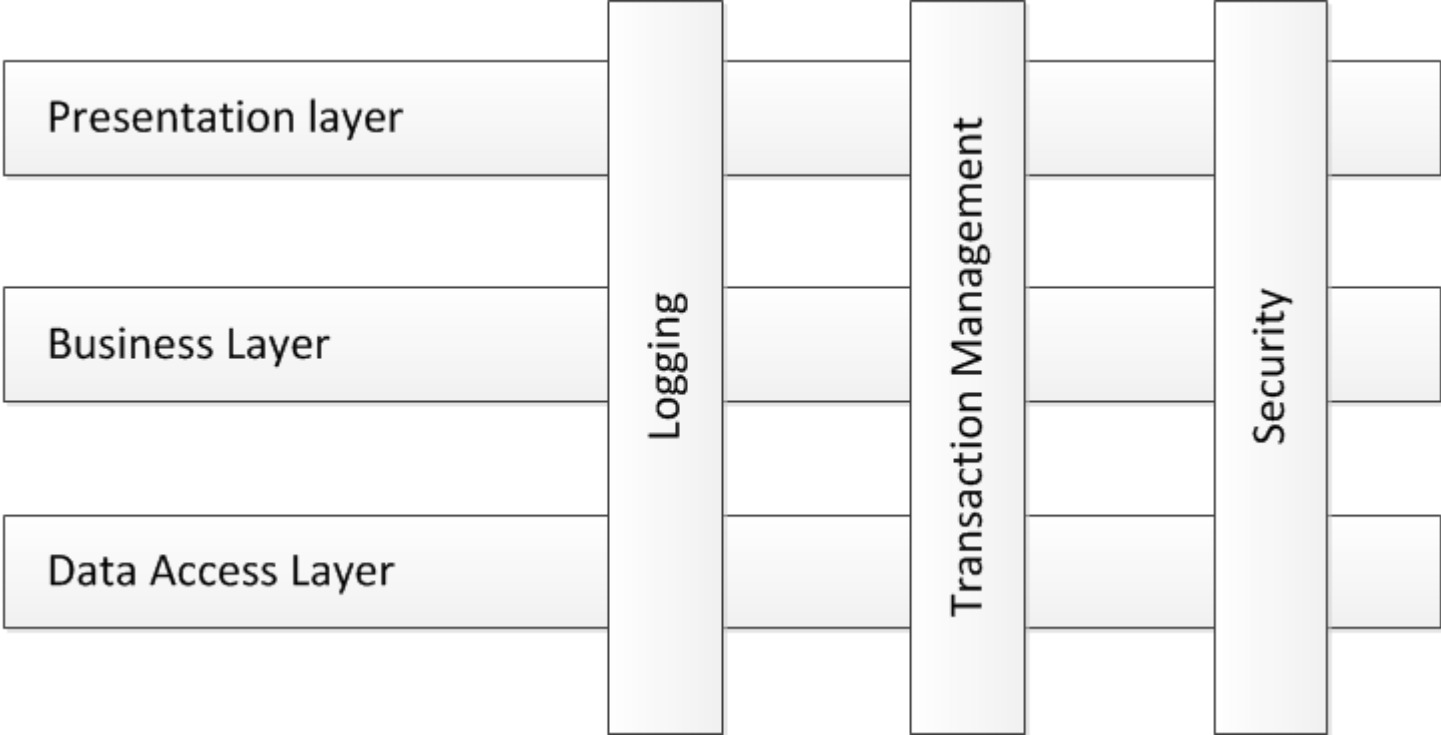 Presentation layer
Business Layer
Data Access Layer
Logging
Transaction Management
Security